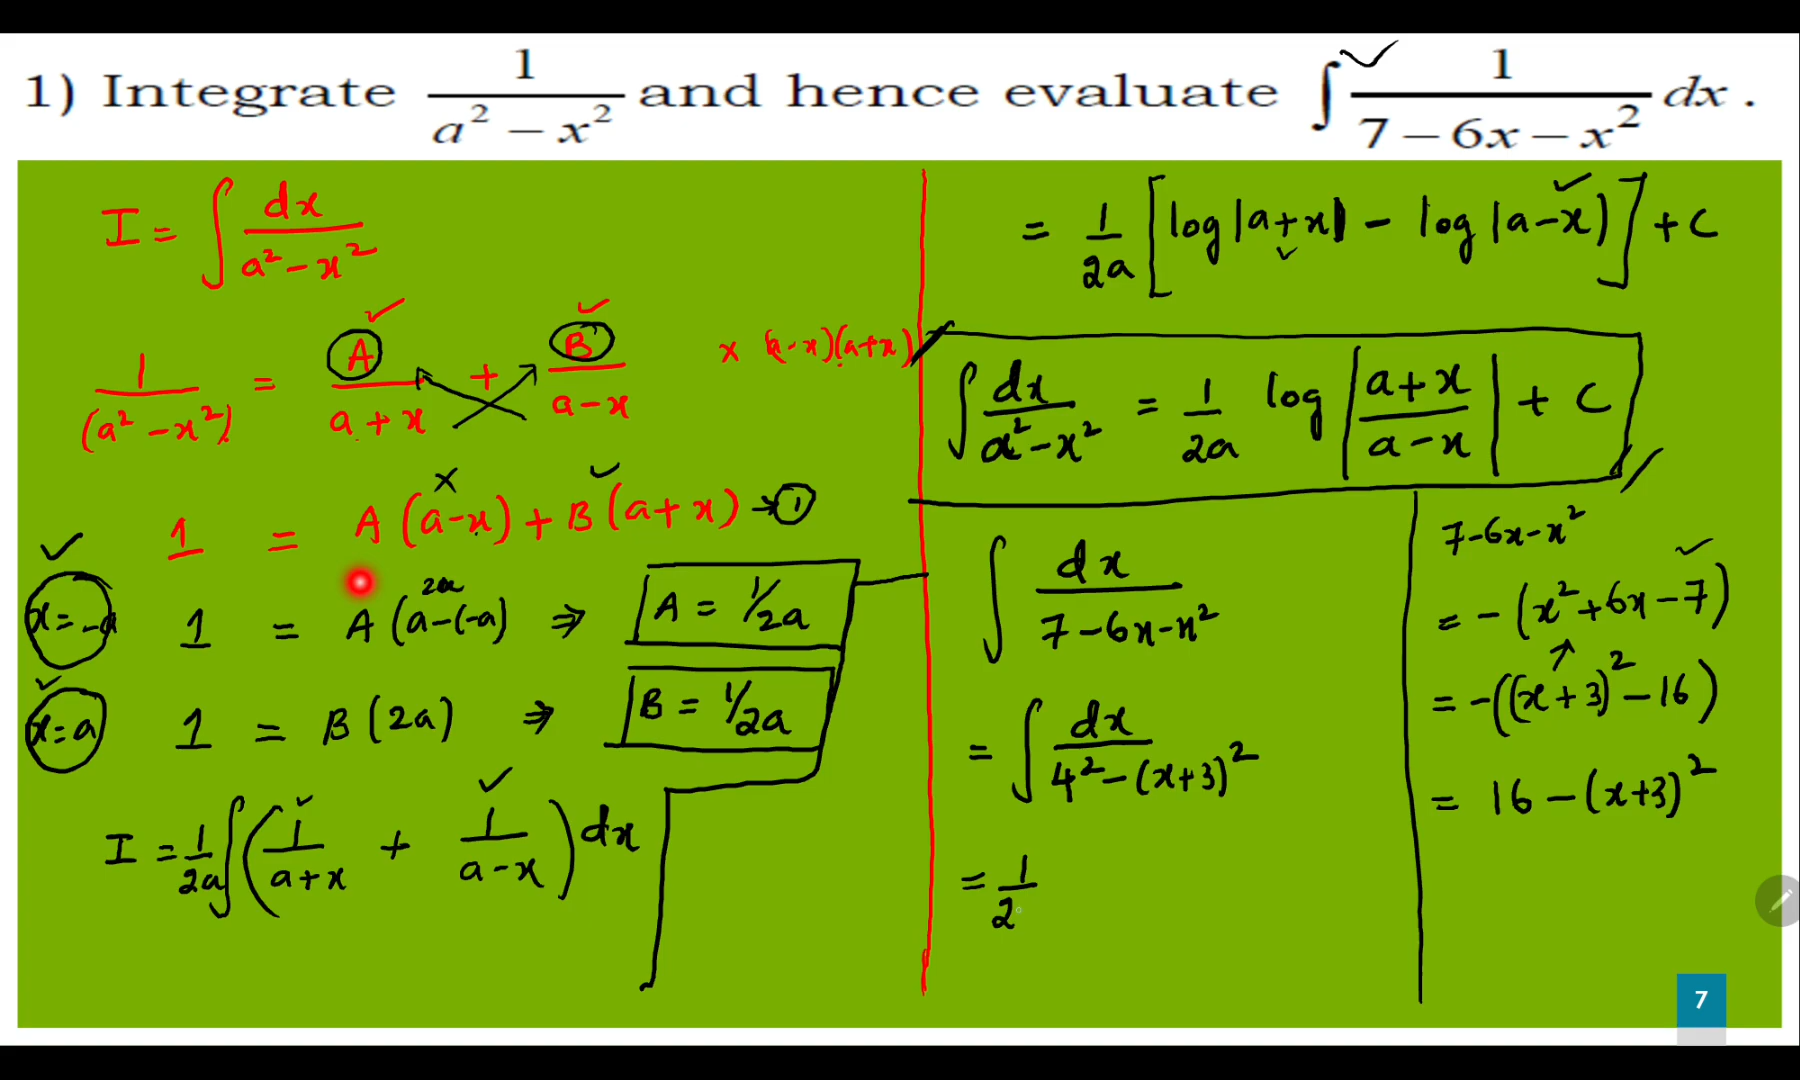 1) Integrate 1/(a² − x²) and hence evaluate ∫ 1/(7 − 6x − x²) dx .
I = ∫ dx/(a² − x²)
1/(a² − x²) = A/(a + x) + B/(a − x) × (a − x)(a + x)
1 = A (a − x) + B (a + x) → ①
x = −a 1 = A (a − (−a)) 2a ⇒ A = 1/2a
x = a 1 = B (2a) ⇒ B = 1/2a
I = 1/2a ∫ ( 1/(a + x) + 1/(a − x) ) dx
= 1/2a [ log |a + x| − log |a − x) ] + C
∫ dx/(a² − x²) = 1/2a log | (a + x)/(a − x) | + C
∫ dx/(7 − 6x − x²)
= ∫ dx/(4² − (x + 3)²)
= 1/2
7 − 6x − x²
= − (x² + 6x − 7)
= − ((x + 3)² − 16)
= 16 − (x + 3)²
7